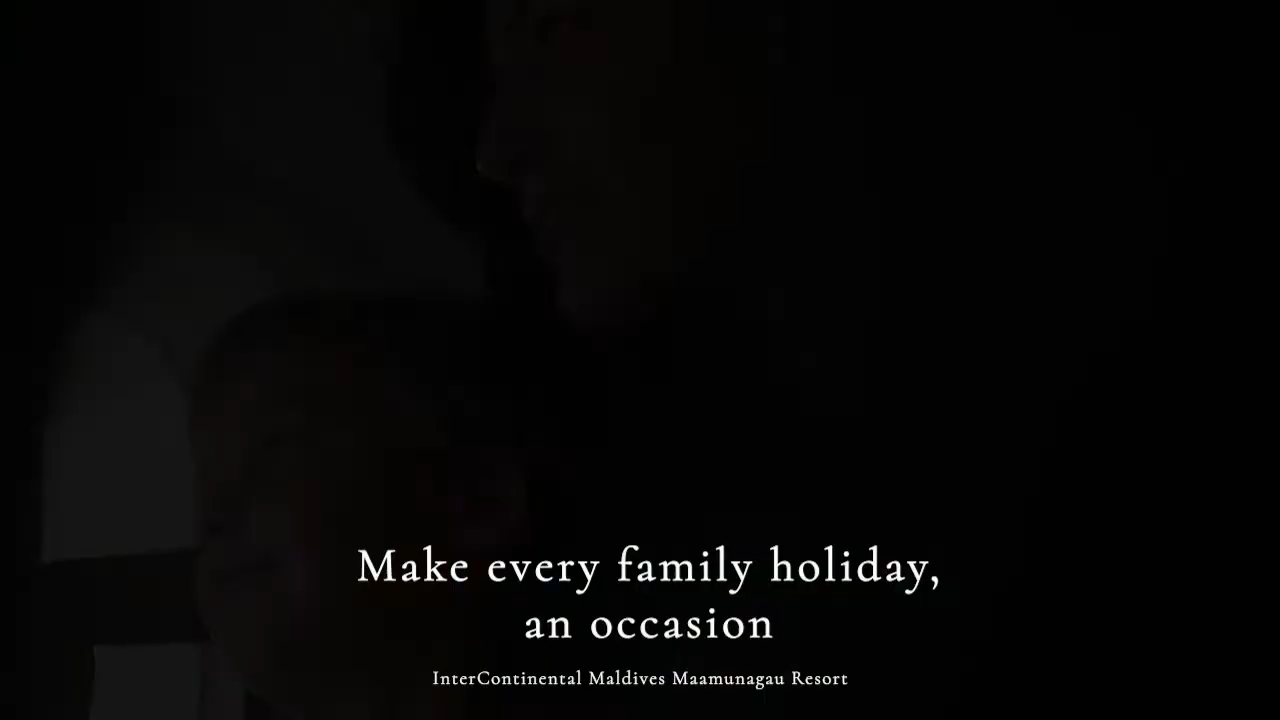 Make every family holiday,
an occasion
InterContinental Maldives Maamunagau Resort